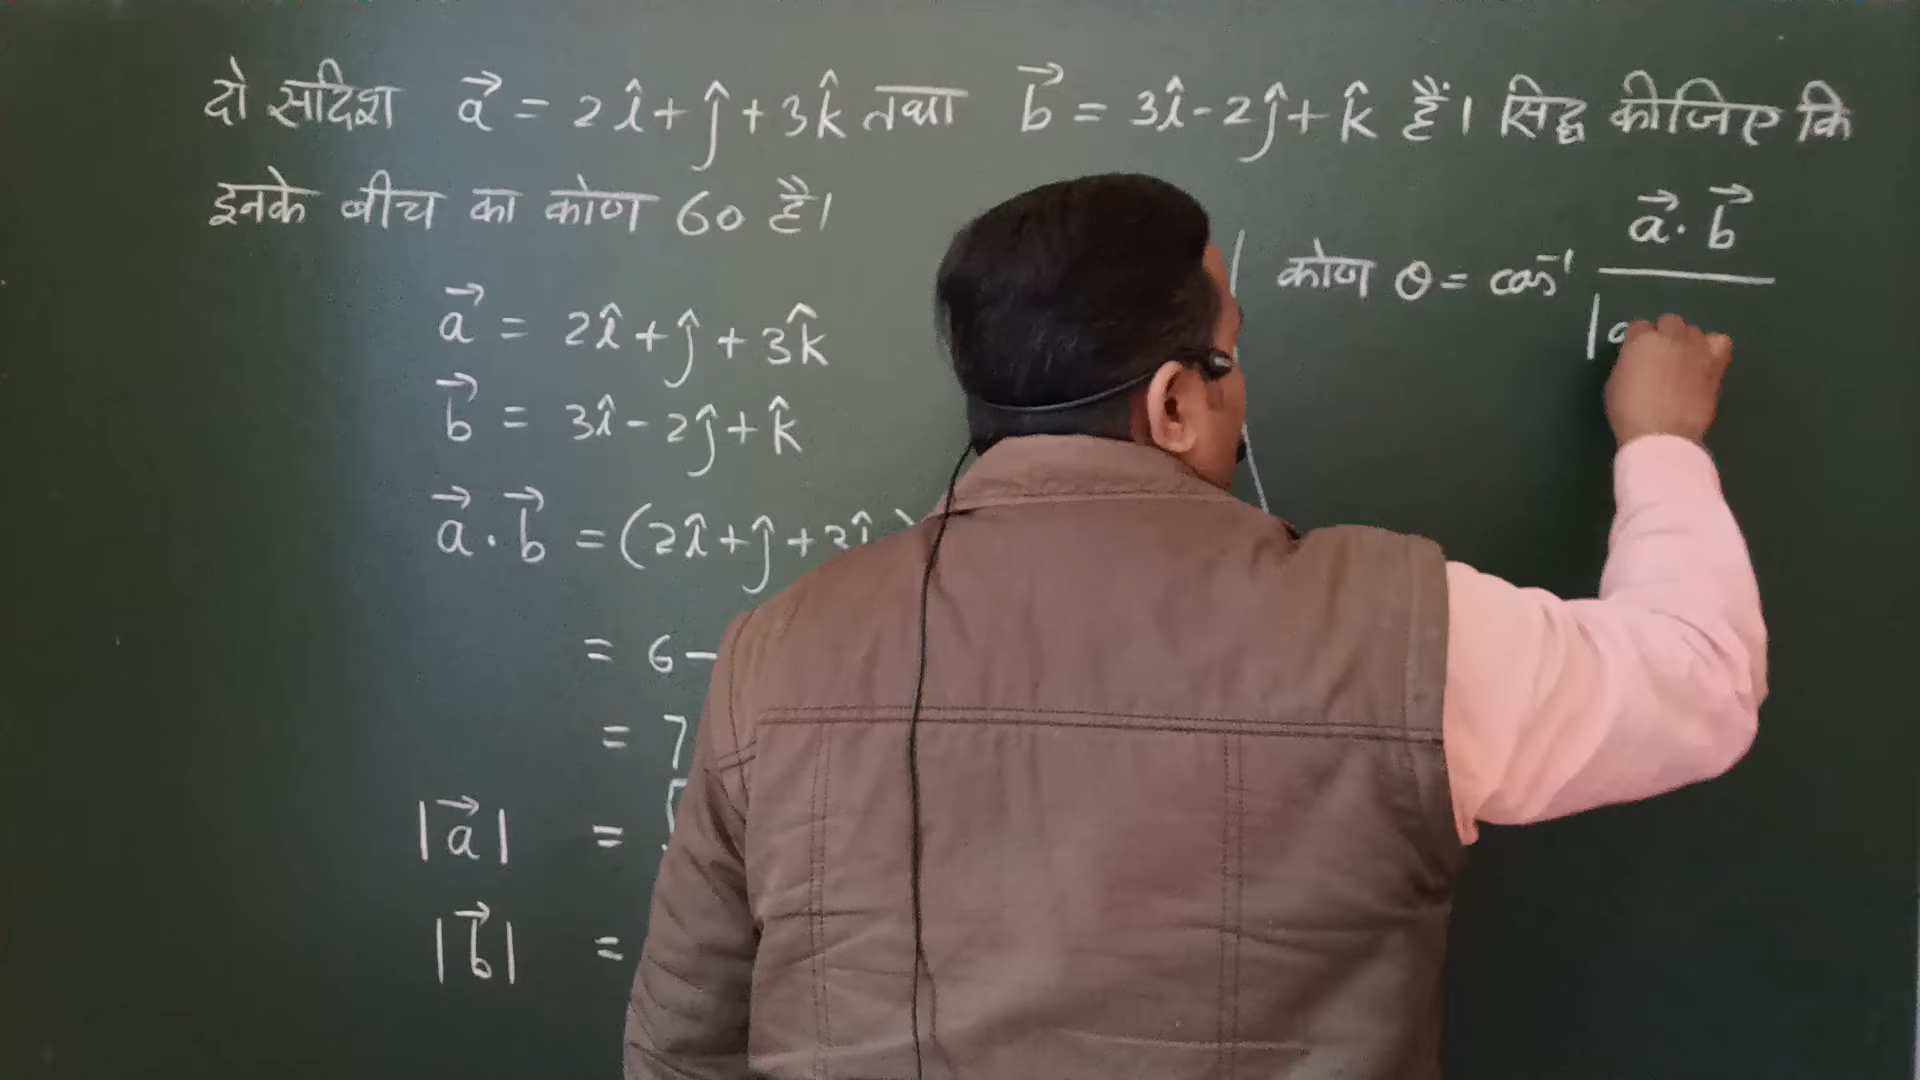 दो सदिश a⃗ = 2î + ĵ + 3k̂ तथा b⃗ = 3î - 2ĵ + k̂ हैं। सिद्ध कीजिए कि
इनके बीच का कोण 60 है।
a⃗ = 2î + ĵ + 3k̂
b⃗ = 3î - 2ĵ + k̂
a⃗ . b⃗ = (2î + ĵ + 3
= 6 -
= 7
|a⃗| =
|b⃗| =
कोण θ = cos⁻¹ a⃗ . b⃗
|a